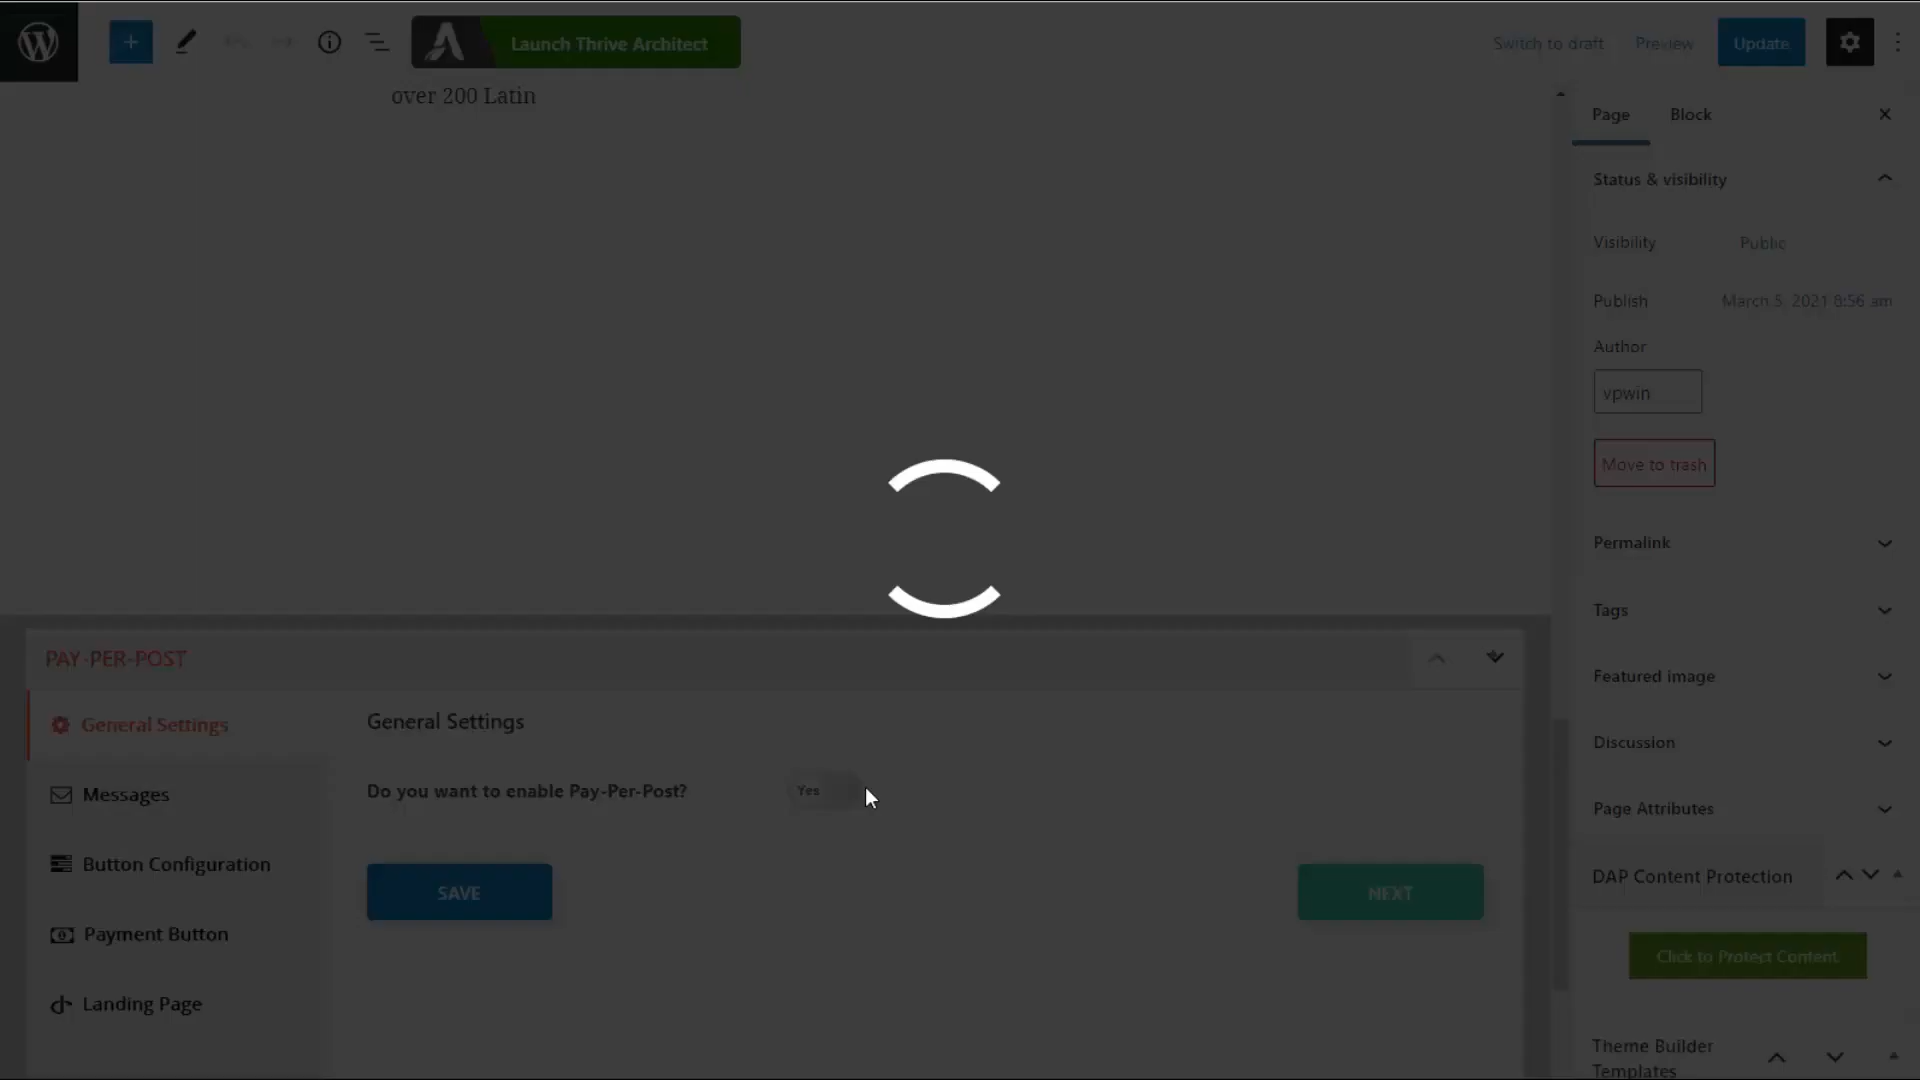 Launch Thrive Architect
Switch to draft
Preview
Update
over 200 Latin
Page
Block
Status & visibility
Visibility
Public
Publish
March 5, 2021 8:56 am
Author
vpwin
Move to trash
Permalink
Tags
Featured image
Discussion
Page Attributes
DAP Content Protection
Click to Protect Content
Theme Builder
Templates
PAY-PER-POST
General Settings
Messages
Button Configuration
Payment Button
Landing Page
General Settings
Do you want to enable Pay-Per-Post?
Yes
SAVE
NEXT